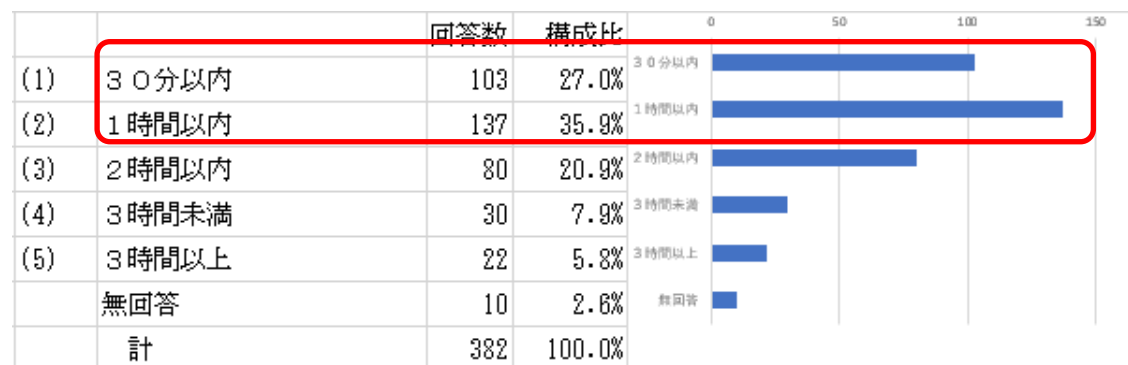 回答数 構成比
(1) 30分以内 103 27.0%
(2) 1時間以内 137 35.9%
(3) 2時間以内 80 20.9%
(4) 3時間未満 30 7.9%
(5) 3時間以上 22 5.8%
無回答 10 2.6%
計 382 100.0%
0 50 100 150
30分以内
1時間以内
2時間以内
3時間未満
3時間以上
無回答